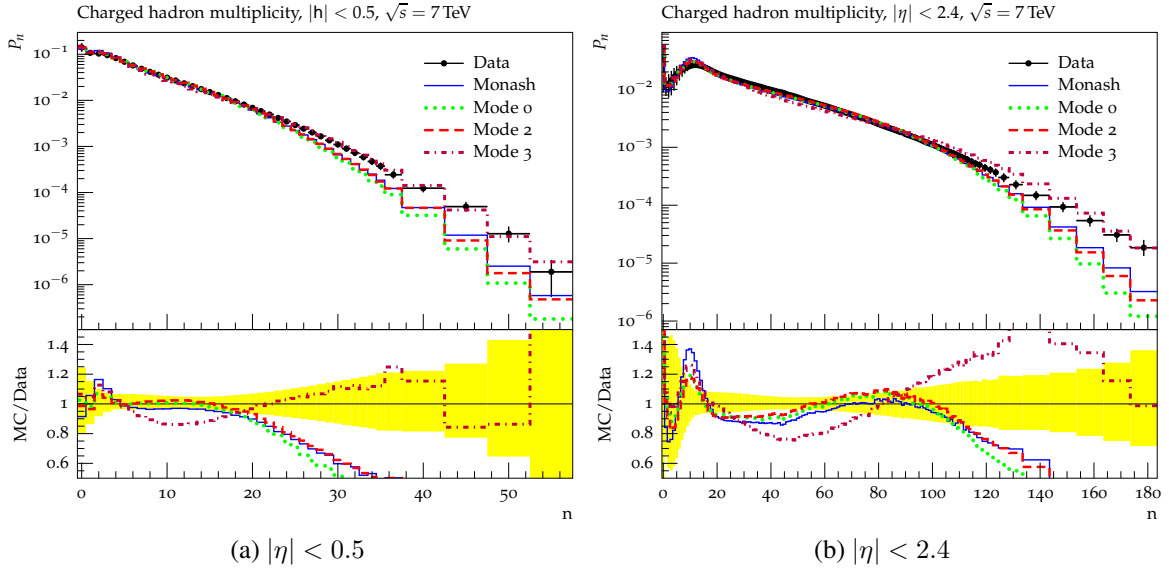 Charged hadron multiplicity, |h| < 0.5, √s = 7 TeV
P_n
10^−1
10^−2
10^−3
10^−4
10^−5
10^−6
Data
Monash
Mode 0
Mode 2
Mode 3
MC/Data
1.4
1.2
1
0.8
0.6
0 10 20 30 40 50
n
(a) |η| < 0.5
Charged hadron multiplicity, |η| < 2.4, √s = 7 TeV
P_n
10^−2
10^−3
10^−4
10^−5
10^−6
Data
Monash
Mode 0
Mode 2
Mode 3
MC/Data
1.4
1.2
1
0.8
0.6
0 20 40 60 80 100 120 140 160 180
n
(b) |η| < 2.4